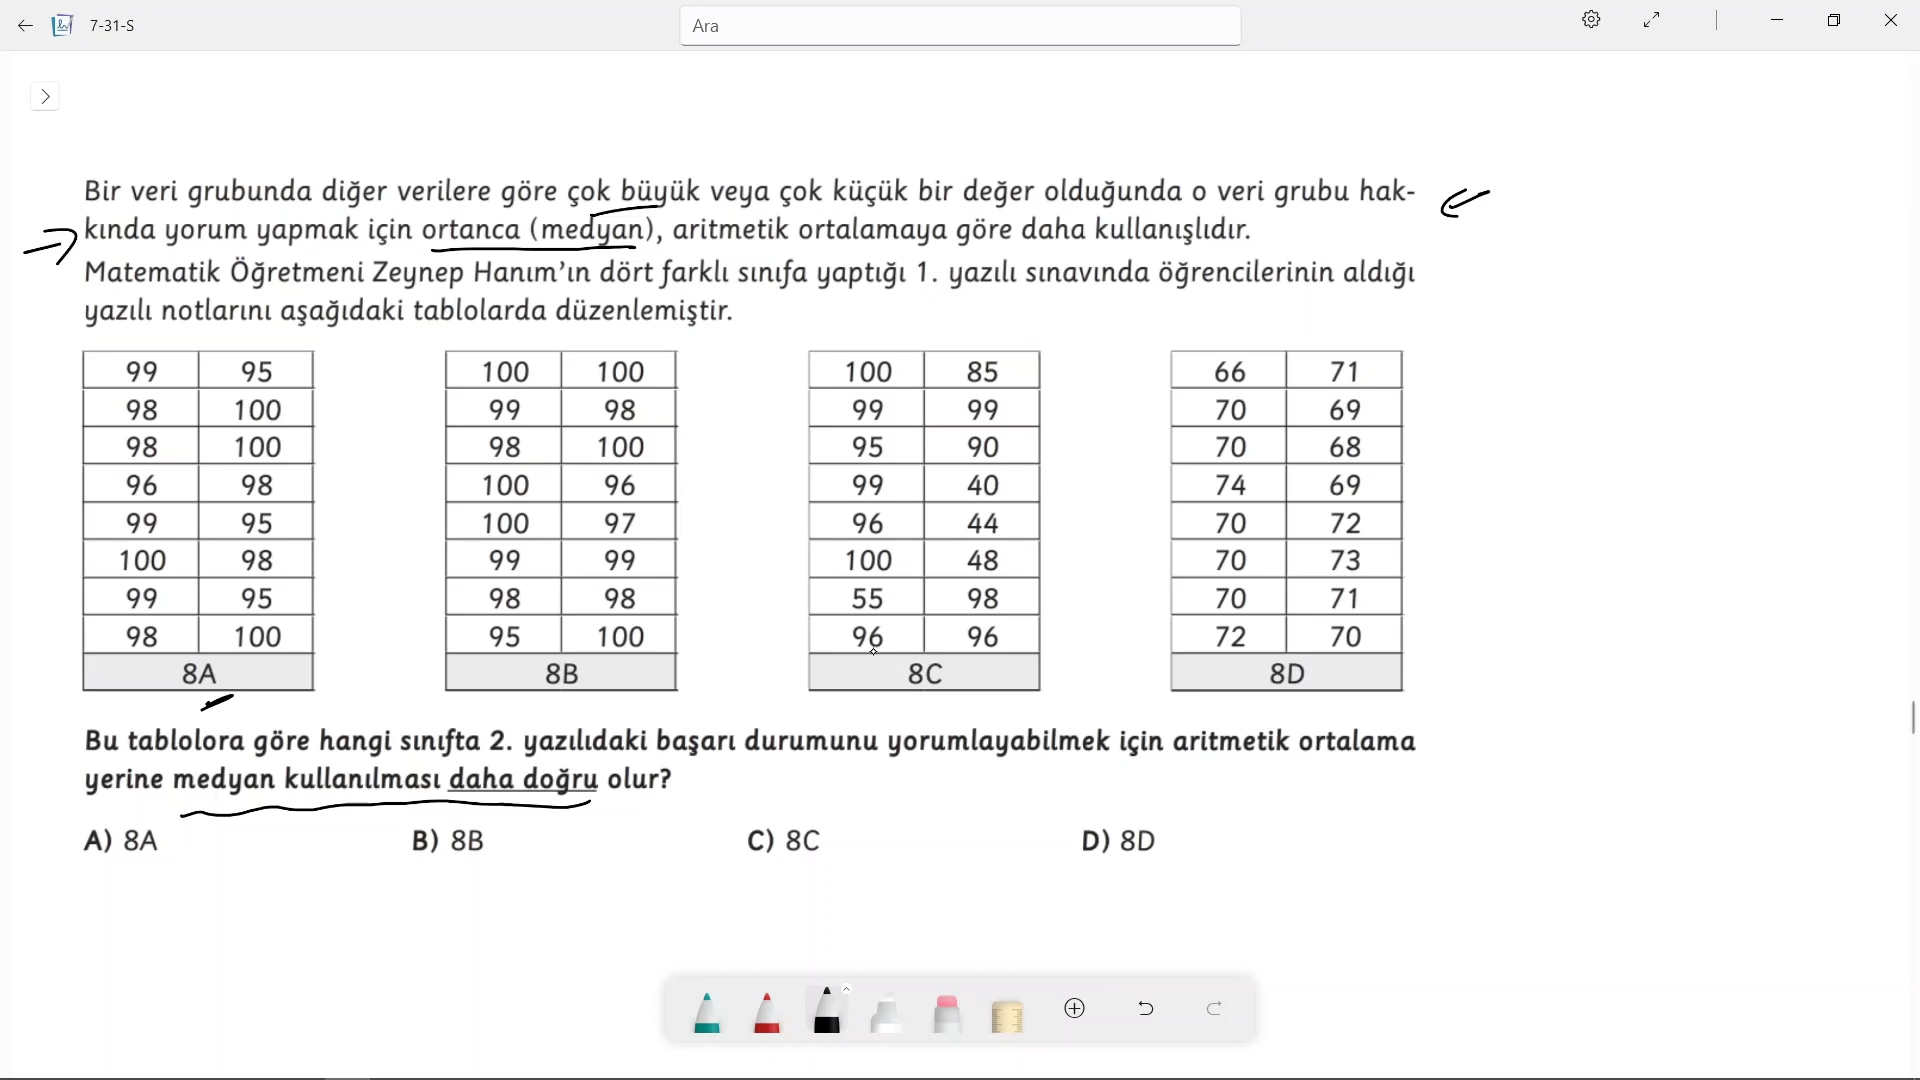 7-31-S
Ara
Bir veri grubunda diğer verilere göre çok büyük veya çok küçük bir değer olduğunda o veri grubu hak-
kında yorum yapmak için ortanca (medyan), aritmetik ortalamaya göre daha kullanışlıdır.
Matematik Öğretmeni Zeynep Hanım’ın dört farklı sınıfa yaptığı 1. yazılı sınavında öğrencilerinin aldığı
yazılı notlarını aşağıdaki tablolarda düzenlemiştir.
99 95 100 100 100 85 66 71
98 100 99 98 99 99 70 69
98 100 98 100 95 90 70 68
96 98 100 96 99 40 74 69
99 95 100 97 96 44 70 72
100 98 99 99 100 48 70 73
99 95 98 98 55 98 70 71
98 100 95 100 96 96 72 70
8A 8B 8C 8D
Bu tablolora göre hangi sınıfta 2. yazılıdaki başarı durumunu yorumlayabilmek için aritmetik ortalama
yerine medyan kullanılması daha doğru olur?
A) 8A B) 8B C) 8C D) 8D